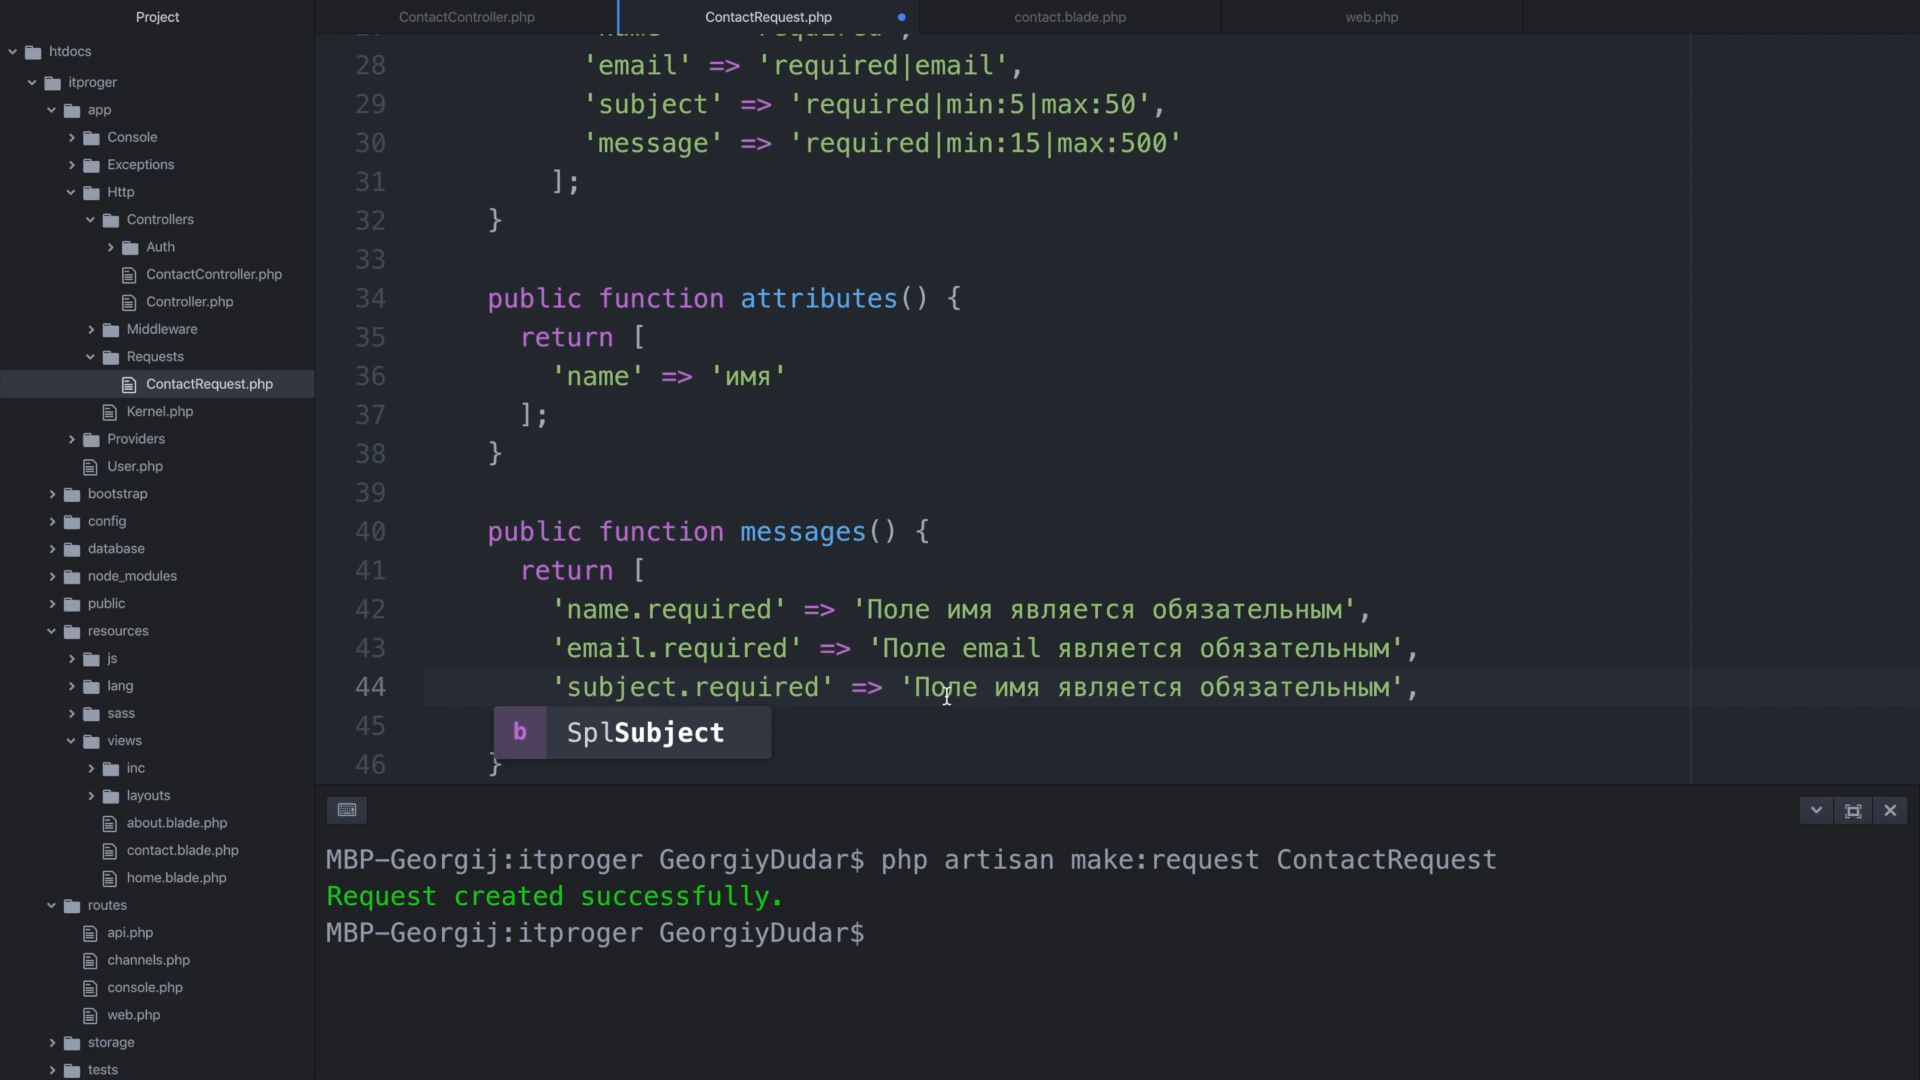 Project
ContactController.php
ContactRequest.php
contact.blade.php
web.php
htdocs
itproger
app
Console
Exceptions
Http
Controllers
Auth
ContactController.php
Controller.php
Middleware
Requests
ContactRequest.php
Kernel.php
Providers
User.php
bootstrap
config
database
node_modules
public
resources
js
lang
sass
views
inc
layouts
about.blade.php
contact.blade.php
home.blade.php
routes
api.php
channels.php
console.php
web.php
storage
tests
28 'email' => 'required|email',
29 'subject' => 'required|min:5|max:50',
30 'message' => 'required|min:15|max:500'
31 ];
32 }
33
34 public function attributes() {
35 return [
36 'name' => 'имя'
37 ];
38 }
39
40 public function messages() {
41 return [
42 'name.required' => 'Поле имя является обязательным',
43 'email.required' => 'Поле email является обязательным',
44 'subject.required' => 'Поле имя является обязательным',
45
b SplSubject
46 }
MBP-Georgij:itproger GeorgiyDudar$ php artisan make:request ContactRequest
Request created successfully.
MBP-Georgij:itproger GeorgiyDudar$